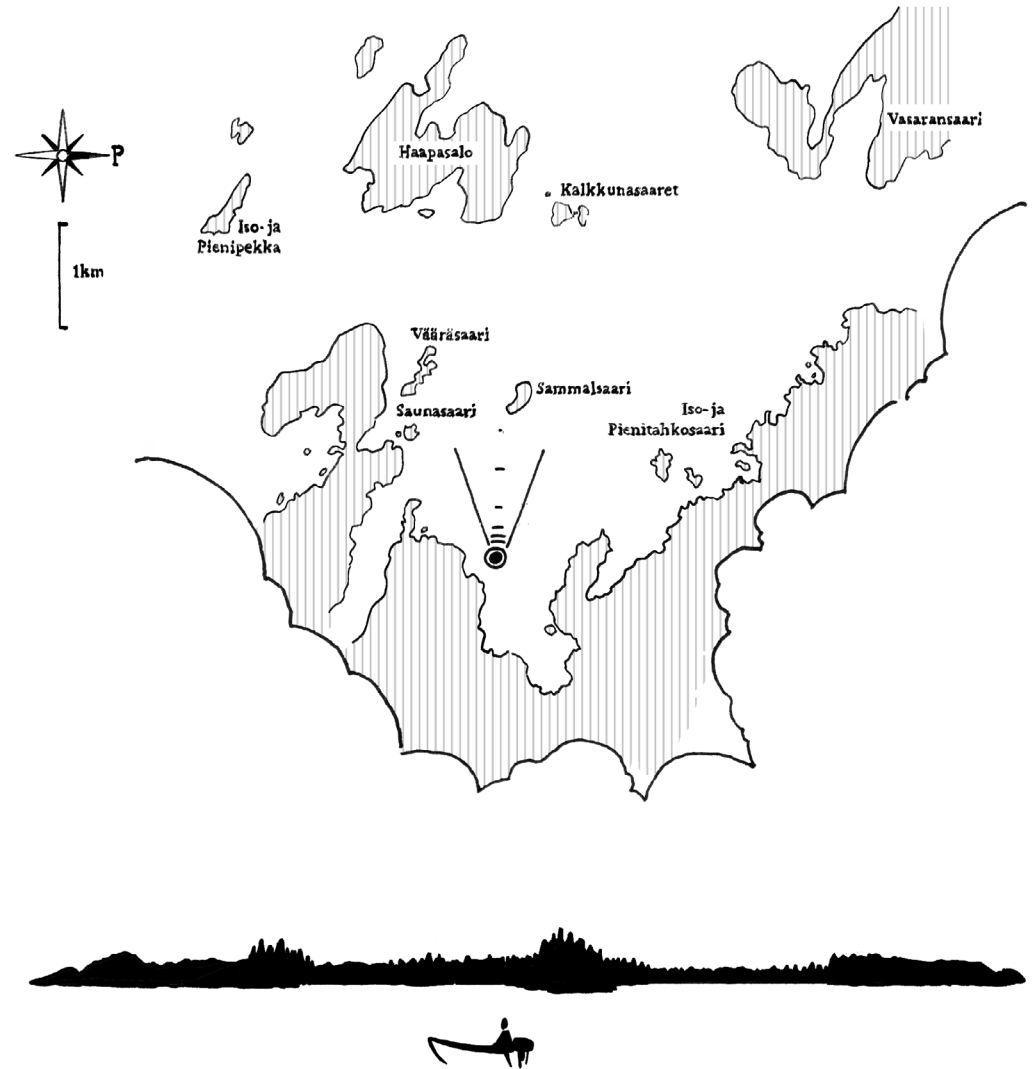 Vasaransaari
P
Haapasalo
Kalkkunasaaret
Iso- ja
Pienipekka
1km
Vääräsaari
Sammalsaari
Saunasaari
Iso- ja
Pienitahkosaari